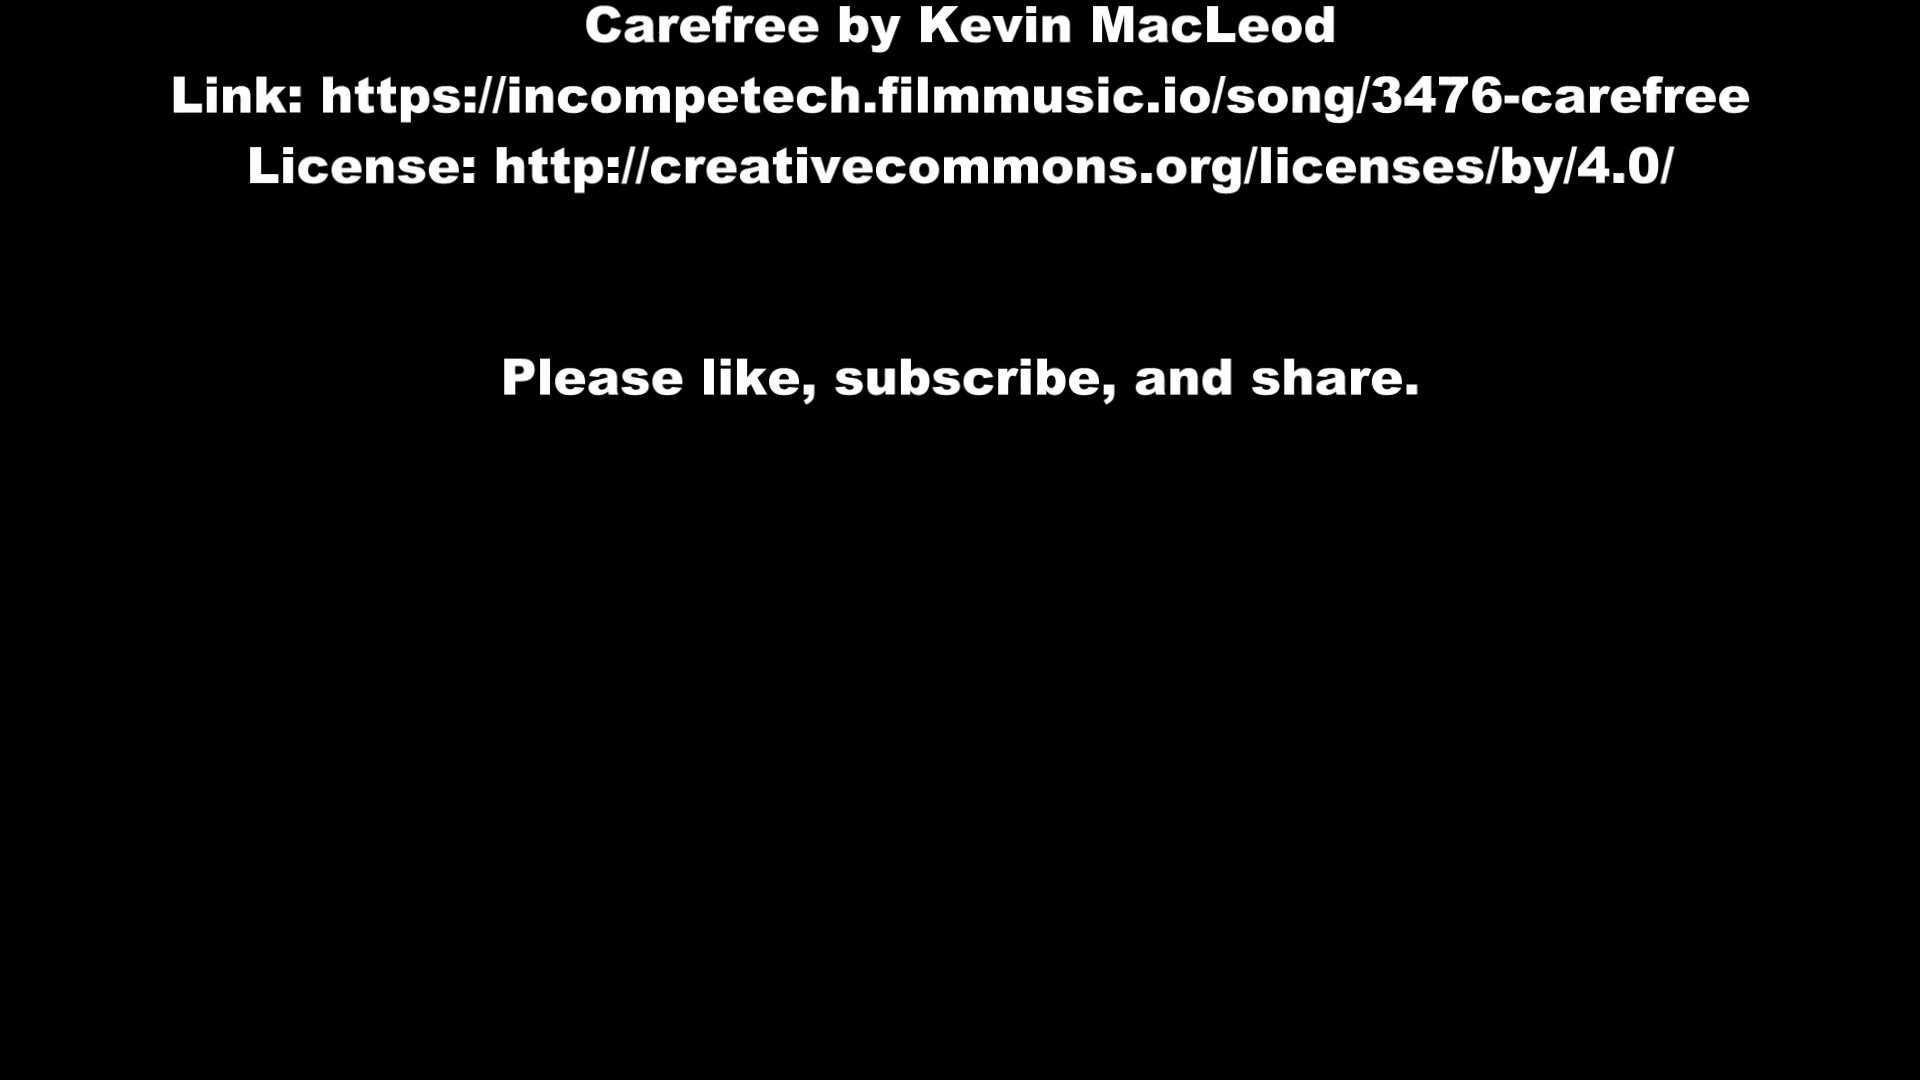 Carefree by Kevin MacLeod
Link: https://incompetech.filmmusic.io/song/3476-carefree
License: http://creativecommons.org/licenses/by/4.0/
Please like, subscribe, and share.